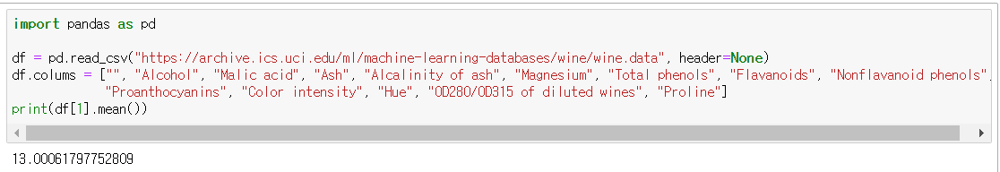 import pandas as pd
df = pd.read_csv("https://archive.ics.uci.edu/ml/machine-learning-databases/wine/wine.data", header=None)
df.colums = ["", "Alcohol", "Malic acid", "Ash", "Alcalinity of ash", "Magnesium", "Total phenols", "Flavanoids", "Nonflavanoid phenols",
"Proanthocyanins", "Color intensity", "Hue", "OD280/OD315 of diluted wines", "Proline"]
print(df[1].mean())
13.00061797752809